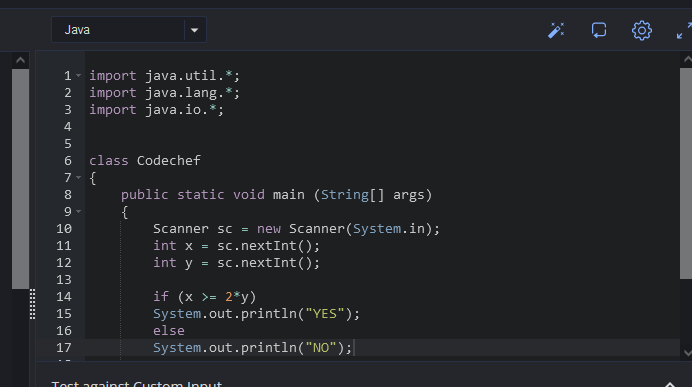 Java
1 import java.util.*;
2 import java.lang.*;
3 import java.io.*;
4
5
6 class Codechef
7 {
8 public static void main (String[] args)
9 {
10 Scanner sc = new Scanner(System.in);
11 int x = sc.nextInt();
12 int y = sc.nextInt();
13
14 if (x >= 2*y)
15 System.out.println("YES");
16 else
17 System.out.println("NO");
Test against Custom Input